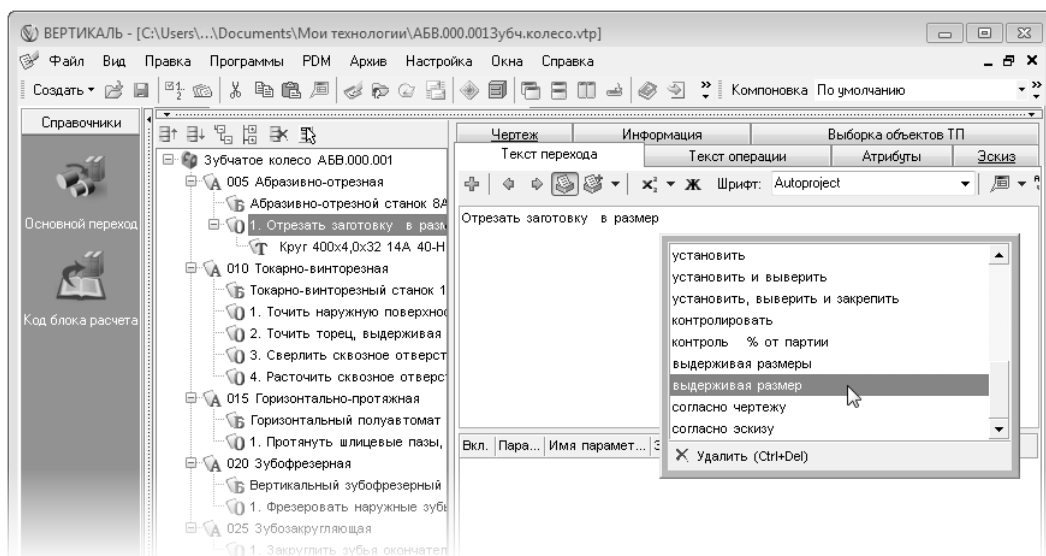 ВЕРТИКАЛЬ - [C:\Users\...\Documents\Мои технологии\АБВ.000.001Зубч.колесо.vtp]
Файл Вид Правка Программы PDM Архив Настройка Окна Справка
Создать Компоновка По умолчанию
Справочники
Основной переход
Код блока расчета
Зубчатое колесо АБВ.000.001
005 Абразивно-отрезная
Абразивно-отрезной станок 8А
1. Отрезать заготовку в разм
Круг 400х4,0х32 14А 40-Н
010 Токарно-винторезная
Токарно-винторезный станок 1
1. Точить наружную поверхнос
2. Точить торец, выдерживая
3. Сверлить сквозное отверст
4. Расточить сквозное отверс
015 Горизонтально-протяжная
Горизонтальный полуавтомат
1. Протянуть шлицевые пазы,
020 Зубофрезерная
Вертикальный зубофрезерный
1. Фрезеровать наружные зубь
025 Зубозакругляющая
1. Закруглить зубья окончател
Чертеж Информация Выборка объектов ТП
Текст перехода Текст операции Атрибуты Эскиз
x₁² Ж Шрифт: Autoproject
Отрезать заготовку в размер
установить
установить и выверить
установить, выверить и закрепить
контролировать
контроль % от партии
выдерживая размеры
выдерживая размер
согласно чертежу
согласно эскизу
Удалить (Ctrl+Del)
Вкл. Пара... Имя парамет... З